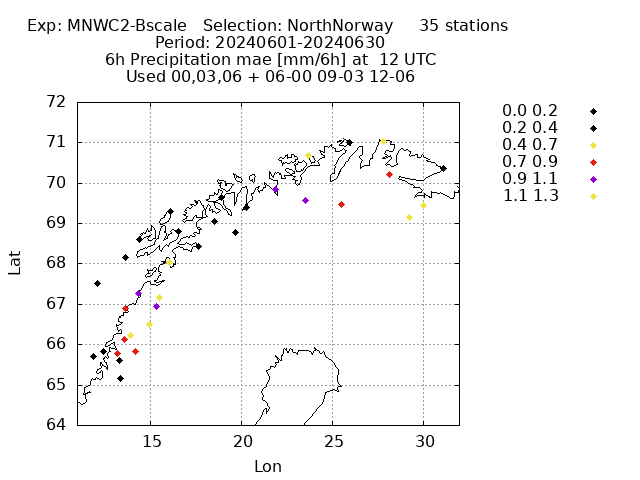 Exp: MNWC2-Bscale   Selection: NorthNorway     35 stations
Period: 20240601-20240630
6h Precipitation mae [mm/6h] at  12 UTC
Used 00,03,06 + 06-00 09-03 12-06
0.0 0.2
0.2 0.4
0.4 0.7
0.7 0.9
0.9 1.1
1.1 1.3
72
71
70
69
68
67
66
65
64
Lat
15 20 25 30
Lon